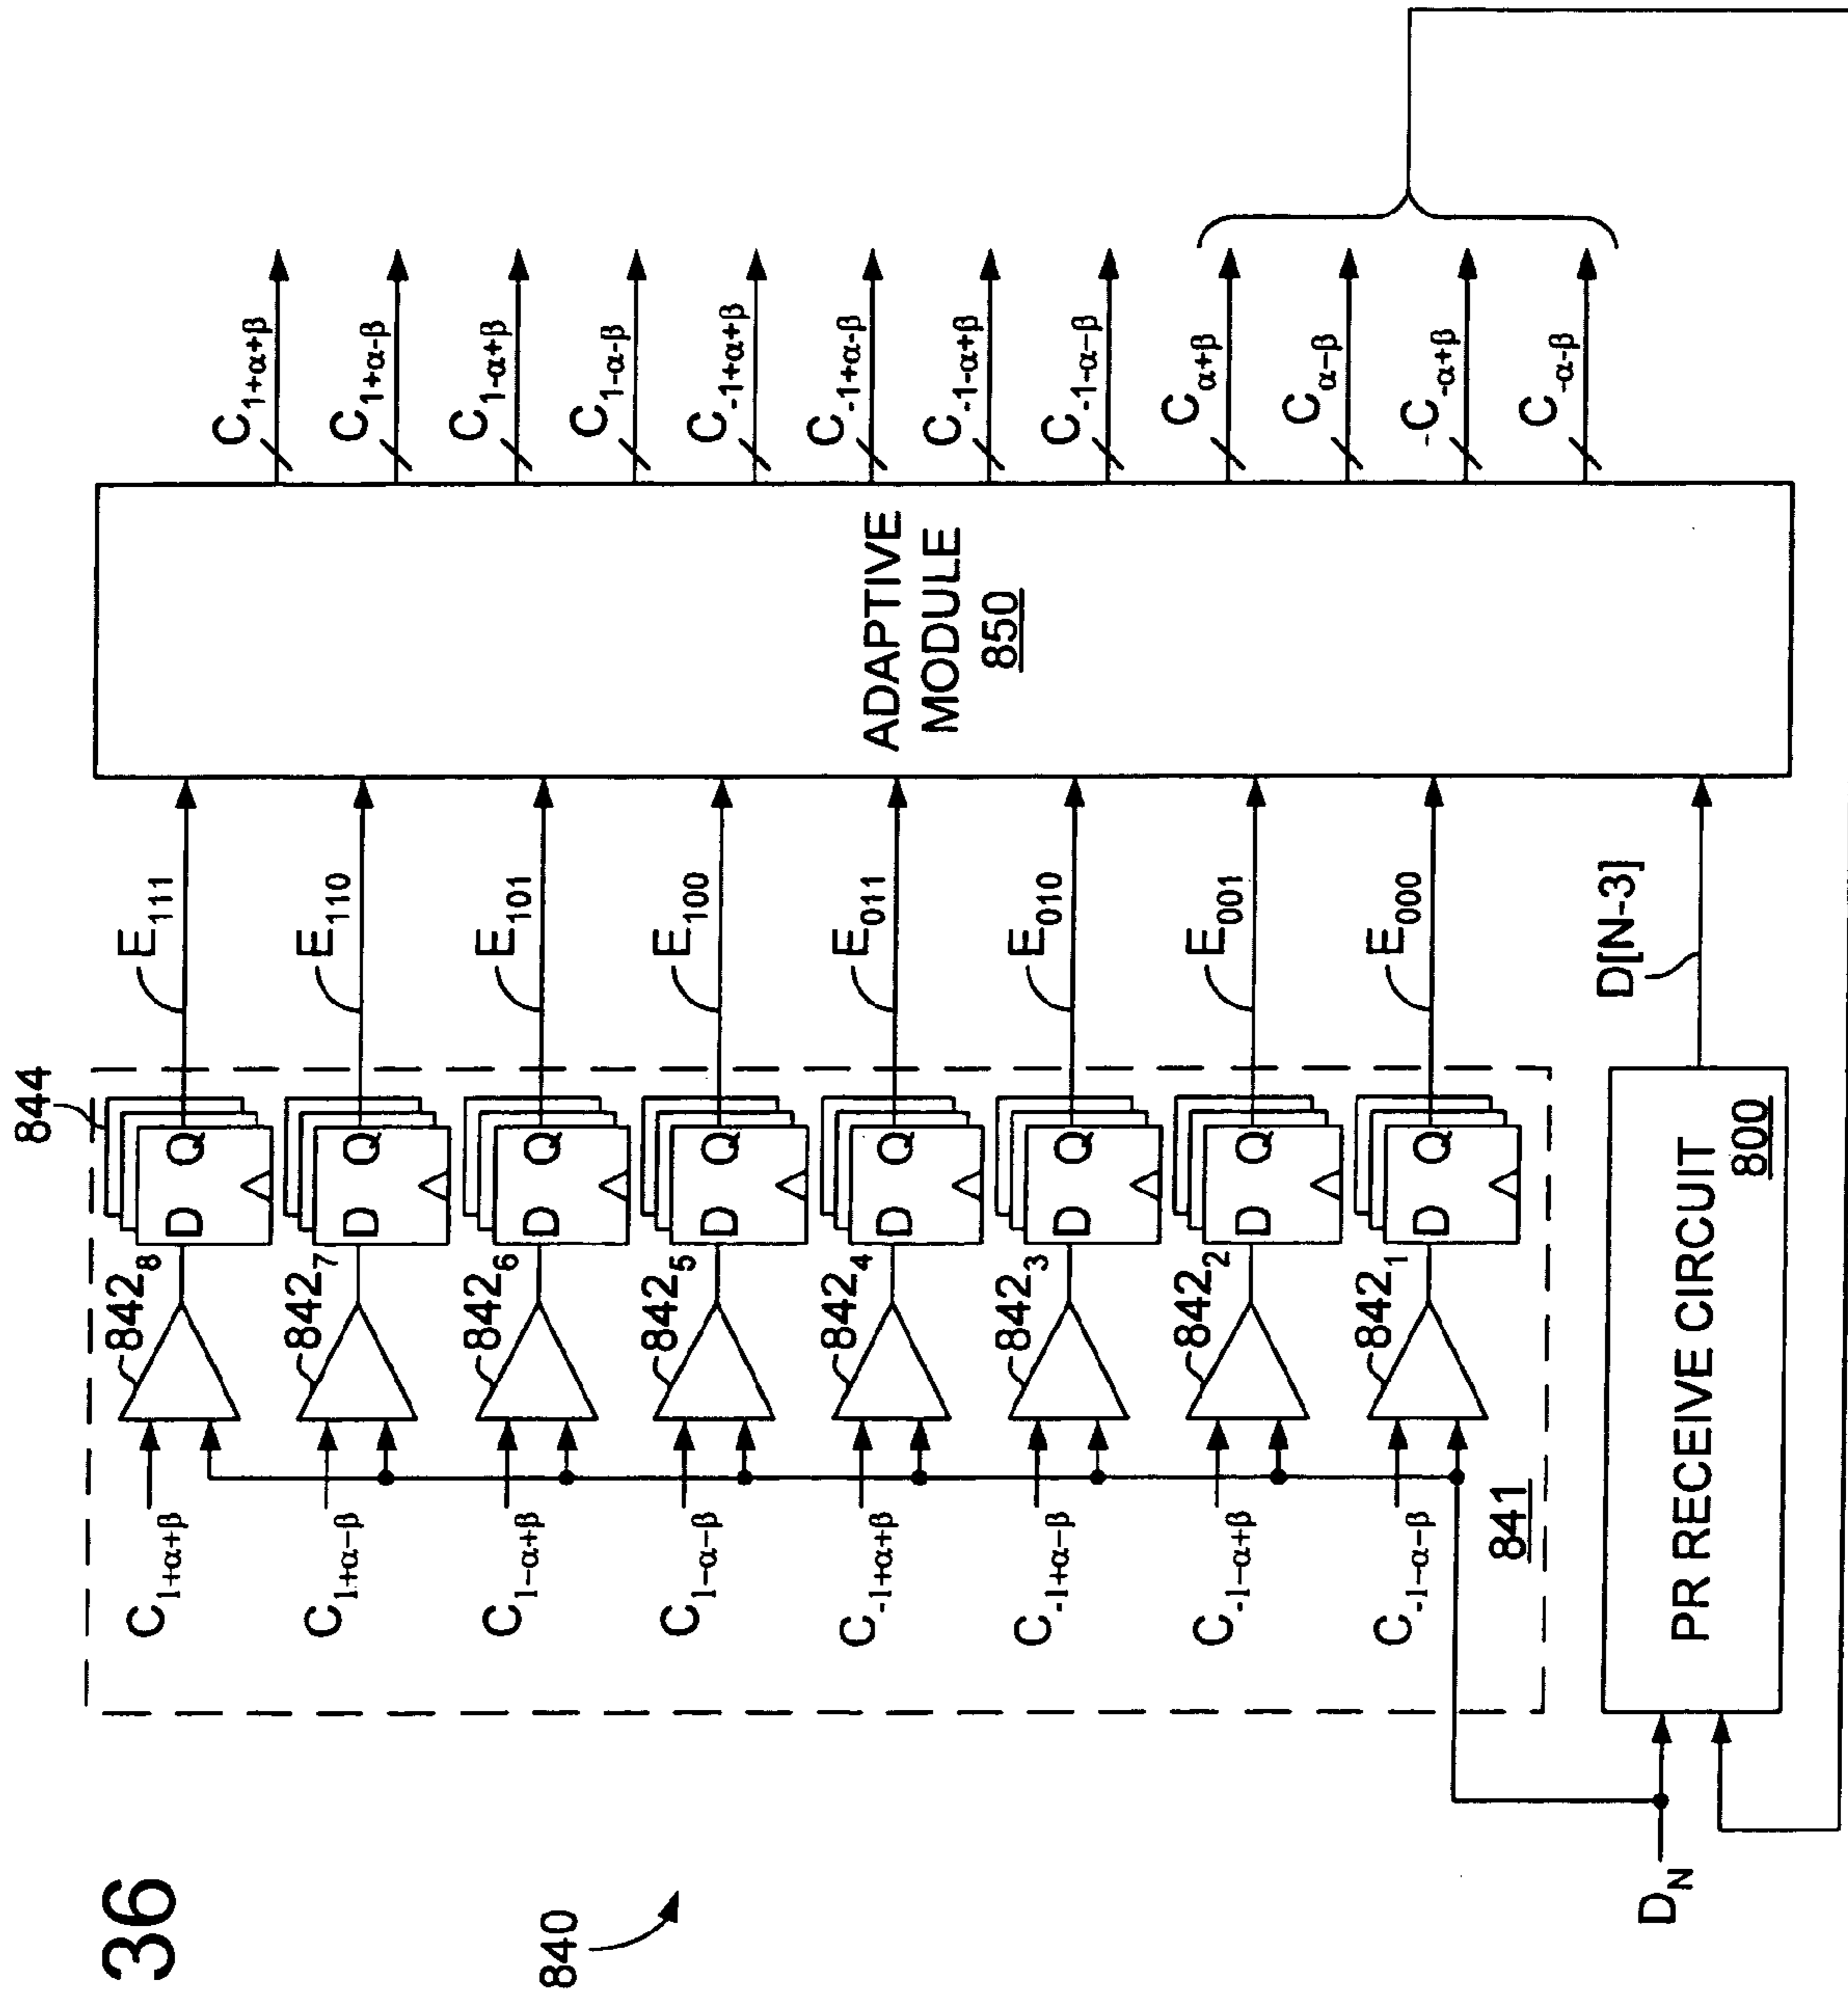 36
840
844
C1+α+β
842₈
D Q
E₁₁₁
C1+α-β
842₇
D Q
E₁₁₀
C1-α+β
842₆
D Q
E₁₀₁
C1-α-β
842₅
D Q
E₁₀₀
C-1+α+β
842₄
D Q
E₀₁₁
C-1+α-β
842₃
D Q
E₀₁₀
C-1-α+β
842₂
D Q
E₀₀₁
C-1-α-β
842₁
D Q
E₀₀₀
841
D_N
PR RECEIVE CIRCUIT
800
D[N-3]
ADAPTIVE
MODULE
850
C1+α+β
C1+α-β
C1-α+β
C1-α-β
C-1+α+β
C-1+α-β
C-1-α+β
C-1-α-β
Cα+β
Cα-β
C-α+β
C-α-β